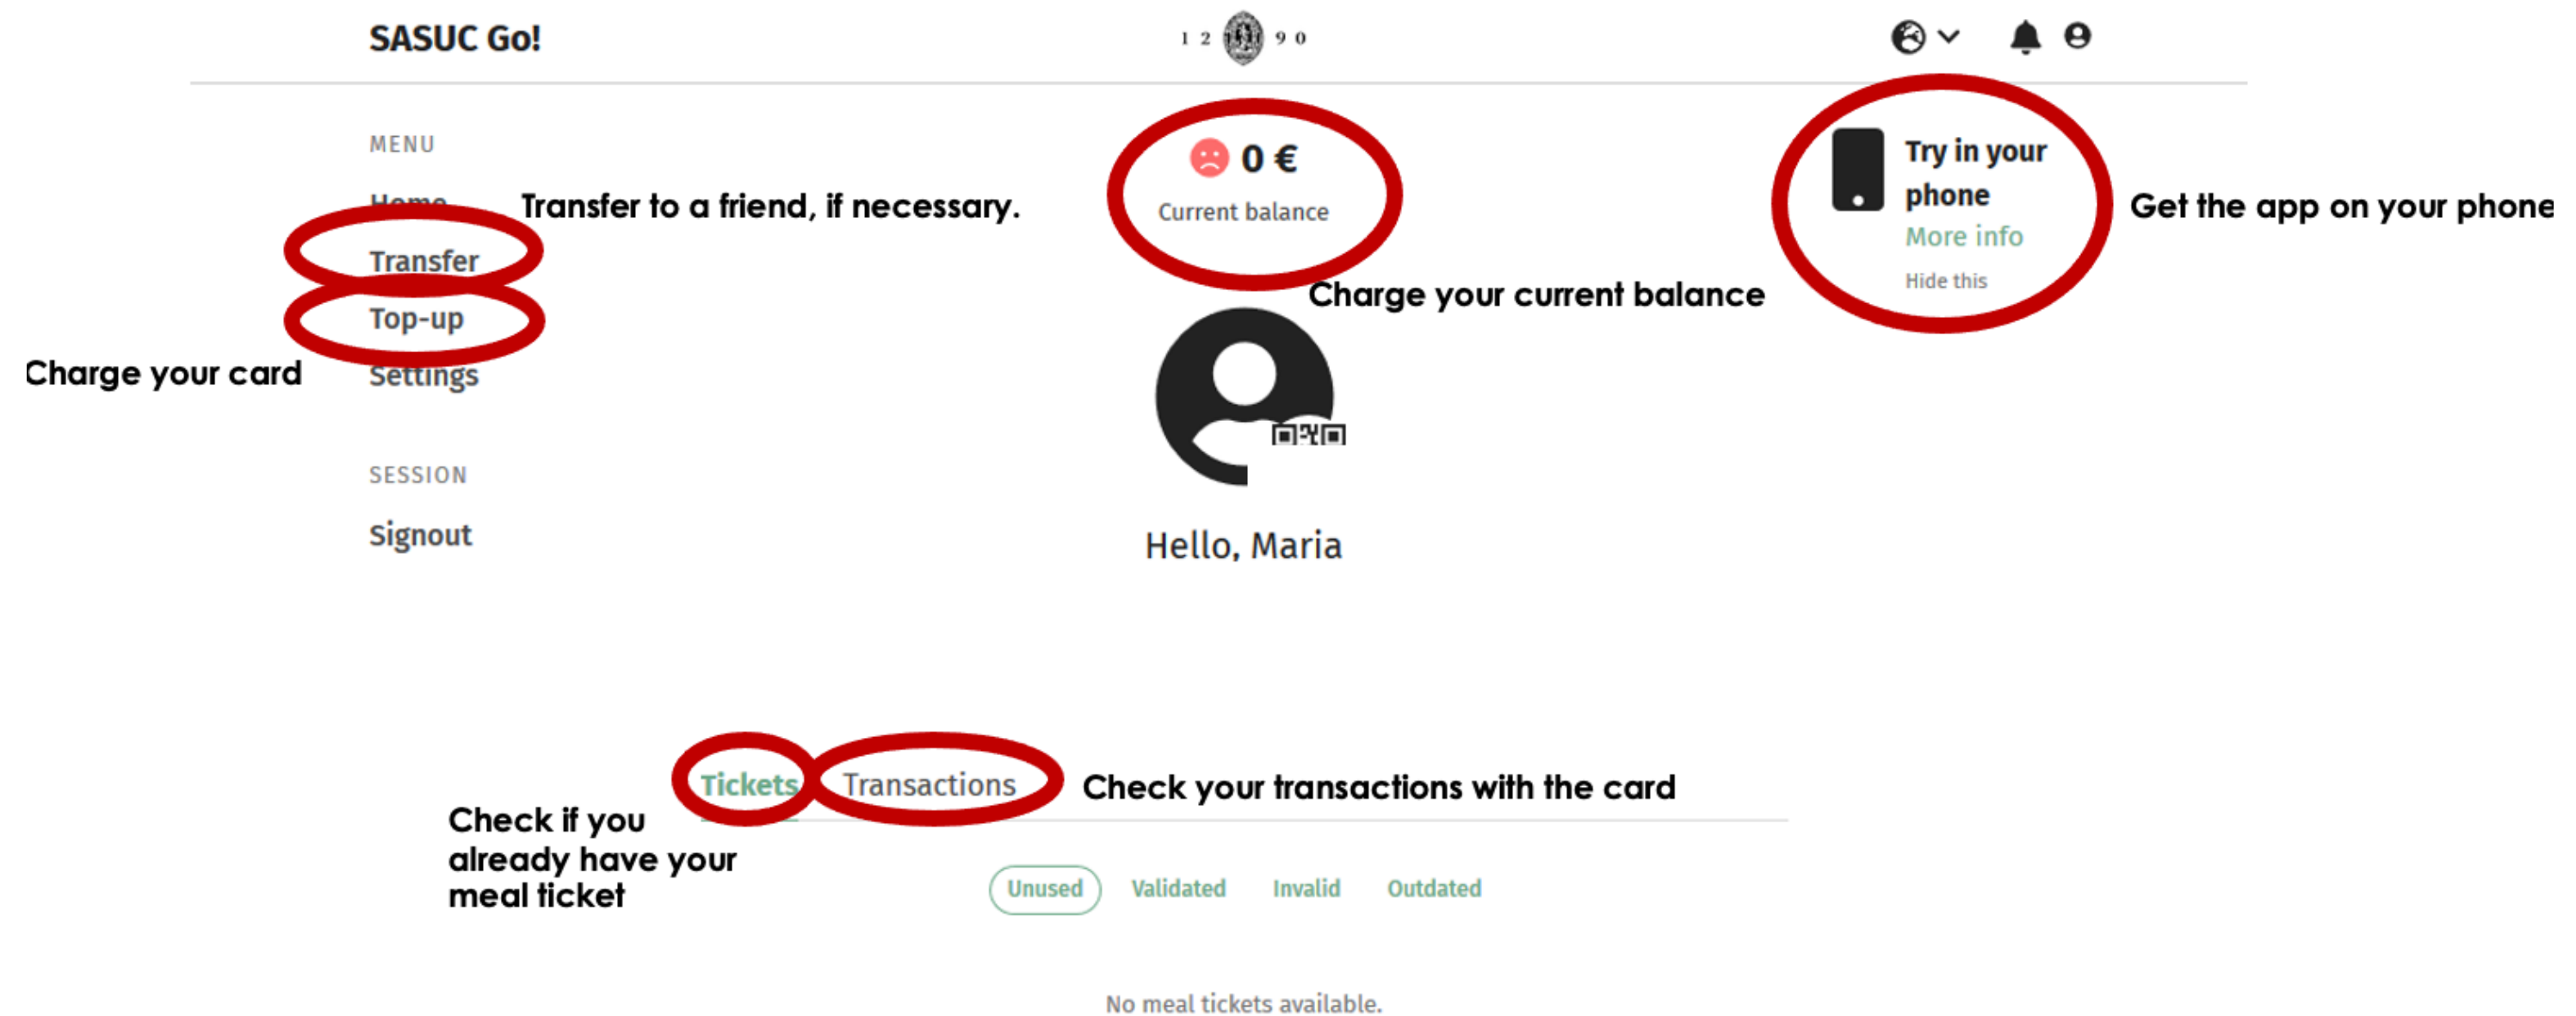 SASUC Go!
1 2 9 0
MENU
Home
Transfer to a friend, if necessary.
Transfer
Top-up
Charge your card
Settings
SESSION
Signout
0 €
Current balance
Charge your current balance
Try in your
phone
More info
Hide this
Get the app on your phone
Hello, Maria
Tickets
Transactions
Check your transactions with the card
Check if you
already have your
meal ticket
Unused
Validated
Invalid
Outdated
No meal tickets available.